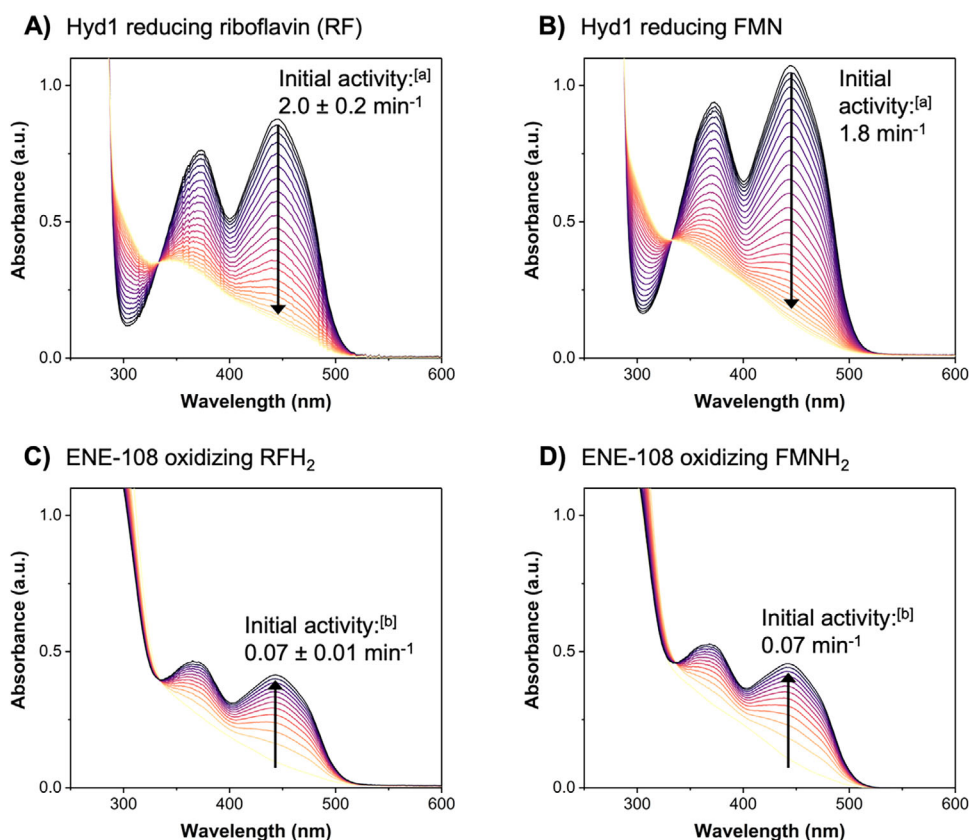 A) Hyd1 reducing riboflavin (RF)
Initial activity:[a]
2.0 ± 0.2 min-1
Absorbance (a.u.)
1.0
0.5
0.0
300 400 500 600
Wavelength (nm)
B) Hyd1 reducing FMN
Initial
activity:[a]
1.8 min-1
Absorbance (a.u.)
1.0
0.5
0.0
300 400 500 600
Wavelength (nm)
C) ENE-108 oxidizing RFH2
Initial activity:[b]
0.07 ± 0.01 min-1
Absorbance (a.u.)
1.0
0.5
0.0
300 400 500 600
Wavelength (nm)
D) ENE-108 oxidizing FMNH2
Initial activity:[b]
0.07 min-1
Absorbance (a.u.)
1.0
0.5
0.0
300 400 500 600
Wavelength (nm)